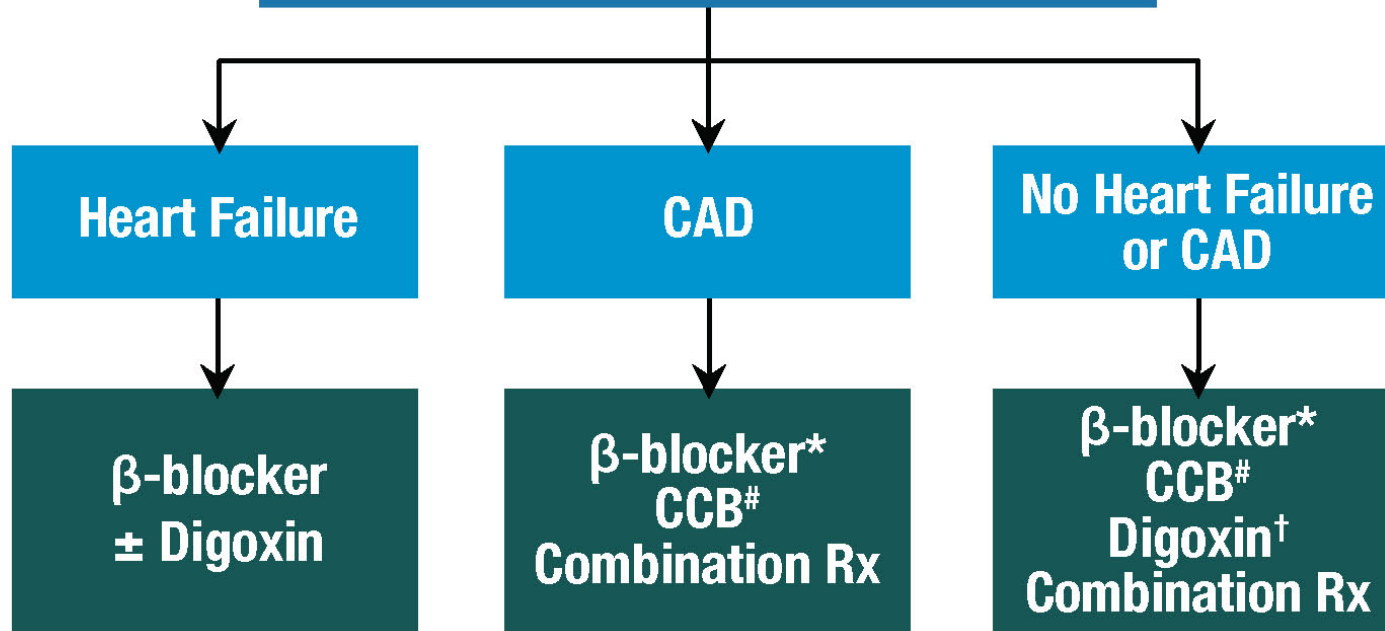 Heart Failure
CAD
No Heart Failure
or CAD
β-blocker
± Digoxin
β-blocker*
CCB#
Combination Rx
β-blocker*
CCB#
Digoxin†
Combination Rx